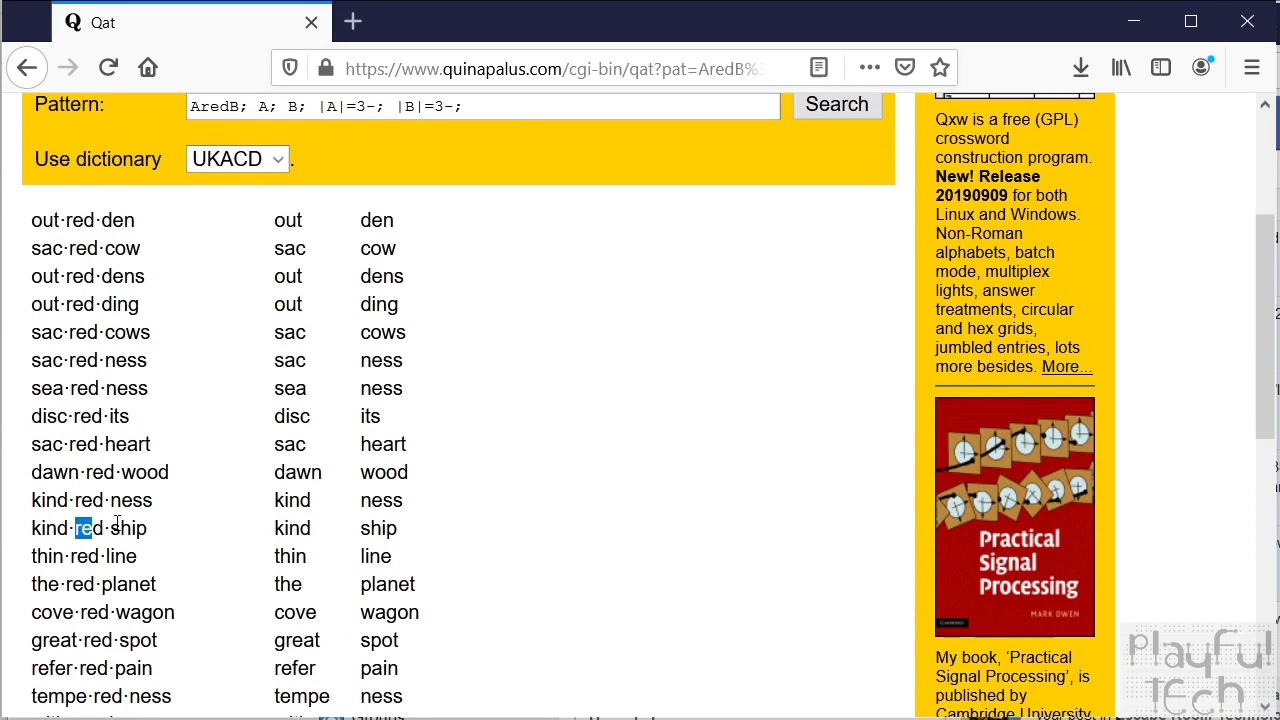 Q Qat
https://www.quinapalus.com/cgi-bin/qat?pat=AredB%3
Pattern: AredB; A; B; |A|=3-; |B|=3-; Search
Use dictionary UKACD .
out·red·den out den
sac·red·cow sac cow
out·red·dens out dens
out·red·ding out ding
sac·red·cows sac cows
sac·red·ness sac ness
sea·red·ness sea ness
disc·red·its disc its
sac·red·heart sac heart
dawn·red·wood dawn wood
kind·red·ness kind ness
kind·red·ship kind ship
thin·red·line thin line
the·red·planet the planet
cove·red·wagon cove wagon
great·red·spot great spot
refer·red·pain refer pain
tempe·red·ness tempe ness
Qxw is a free (GPL)
crossword
construction program.
New! Release
20190909 for both
Linux and Windows.
Non-Roman
alphabets, batch
mode, multiplex
lights, answer
treatments, circular
and hex grids,
jumbled entries, lots
more besides. More...
Practical
Signal
Processing
MARK OWEN
CAMBRIDGE
My book, ‘Practical
Signal Processing’, is
published by
Cambridge University
PlayFul
tEch